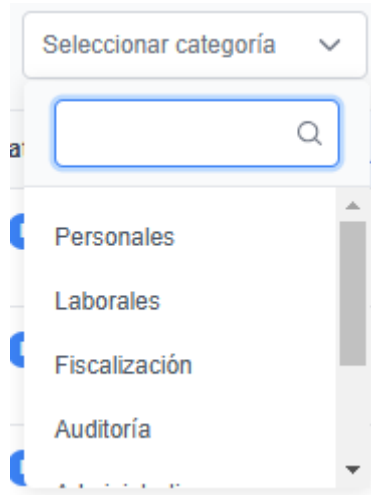 Seleccionar categoría
Personales
Laborales
Fiscalización
Auditoría